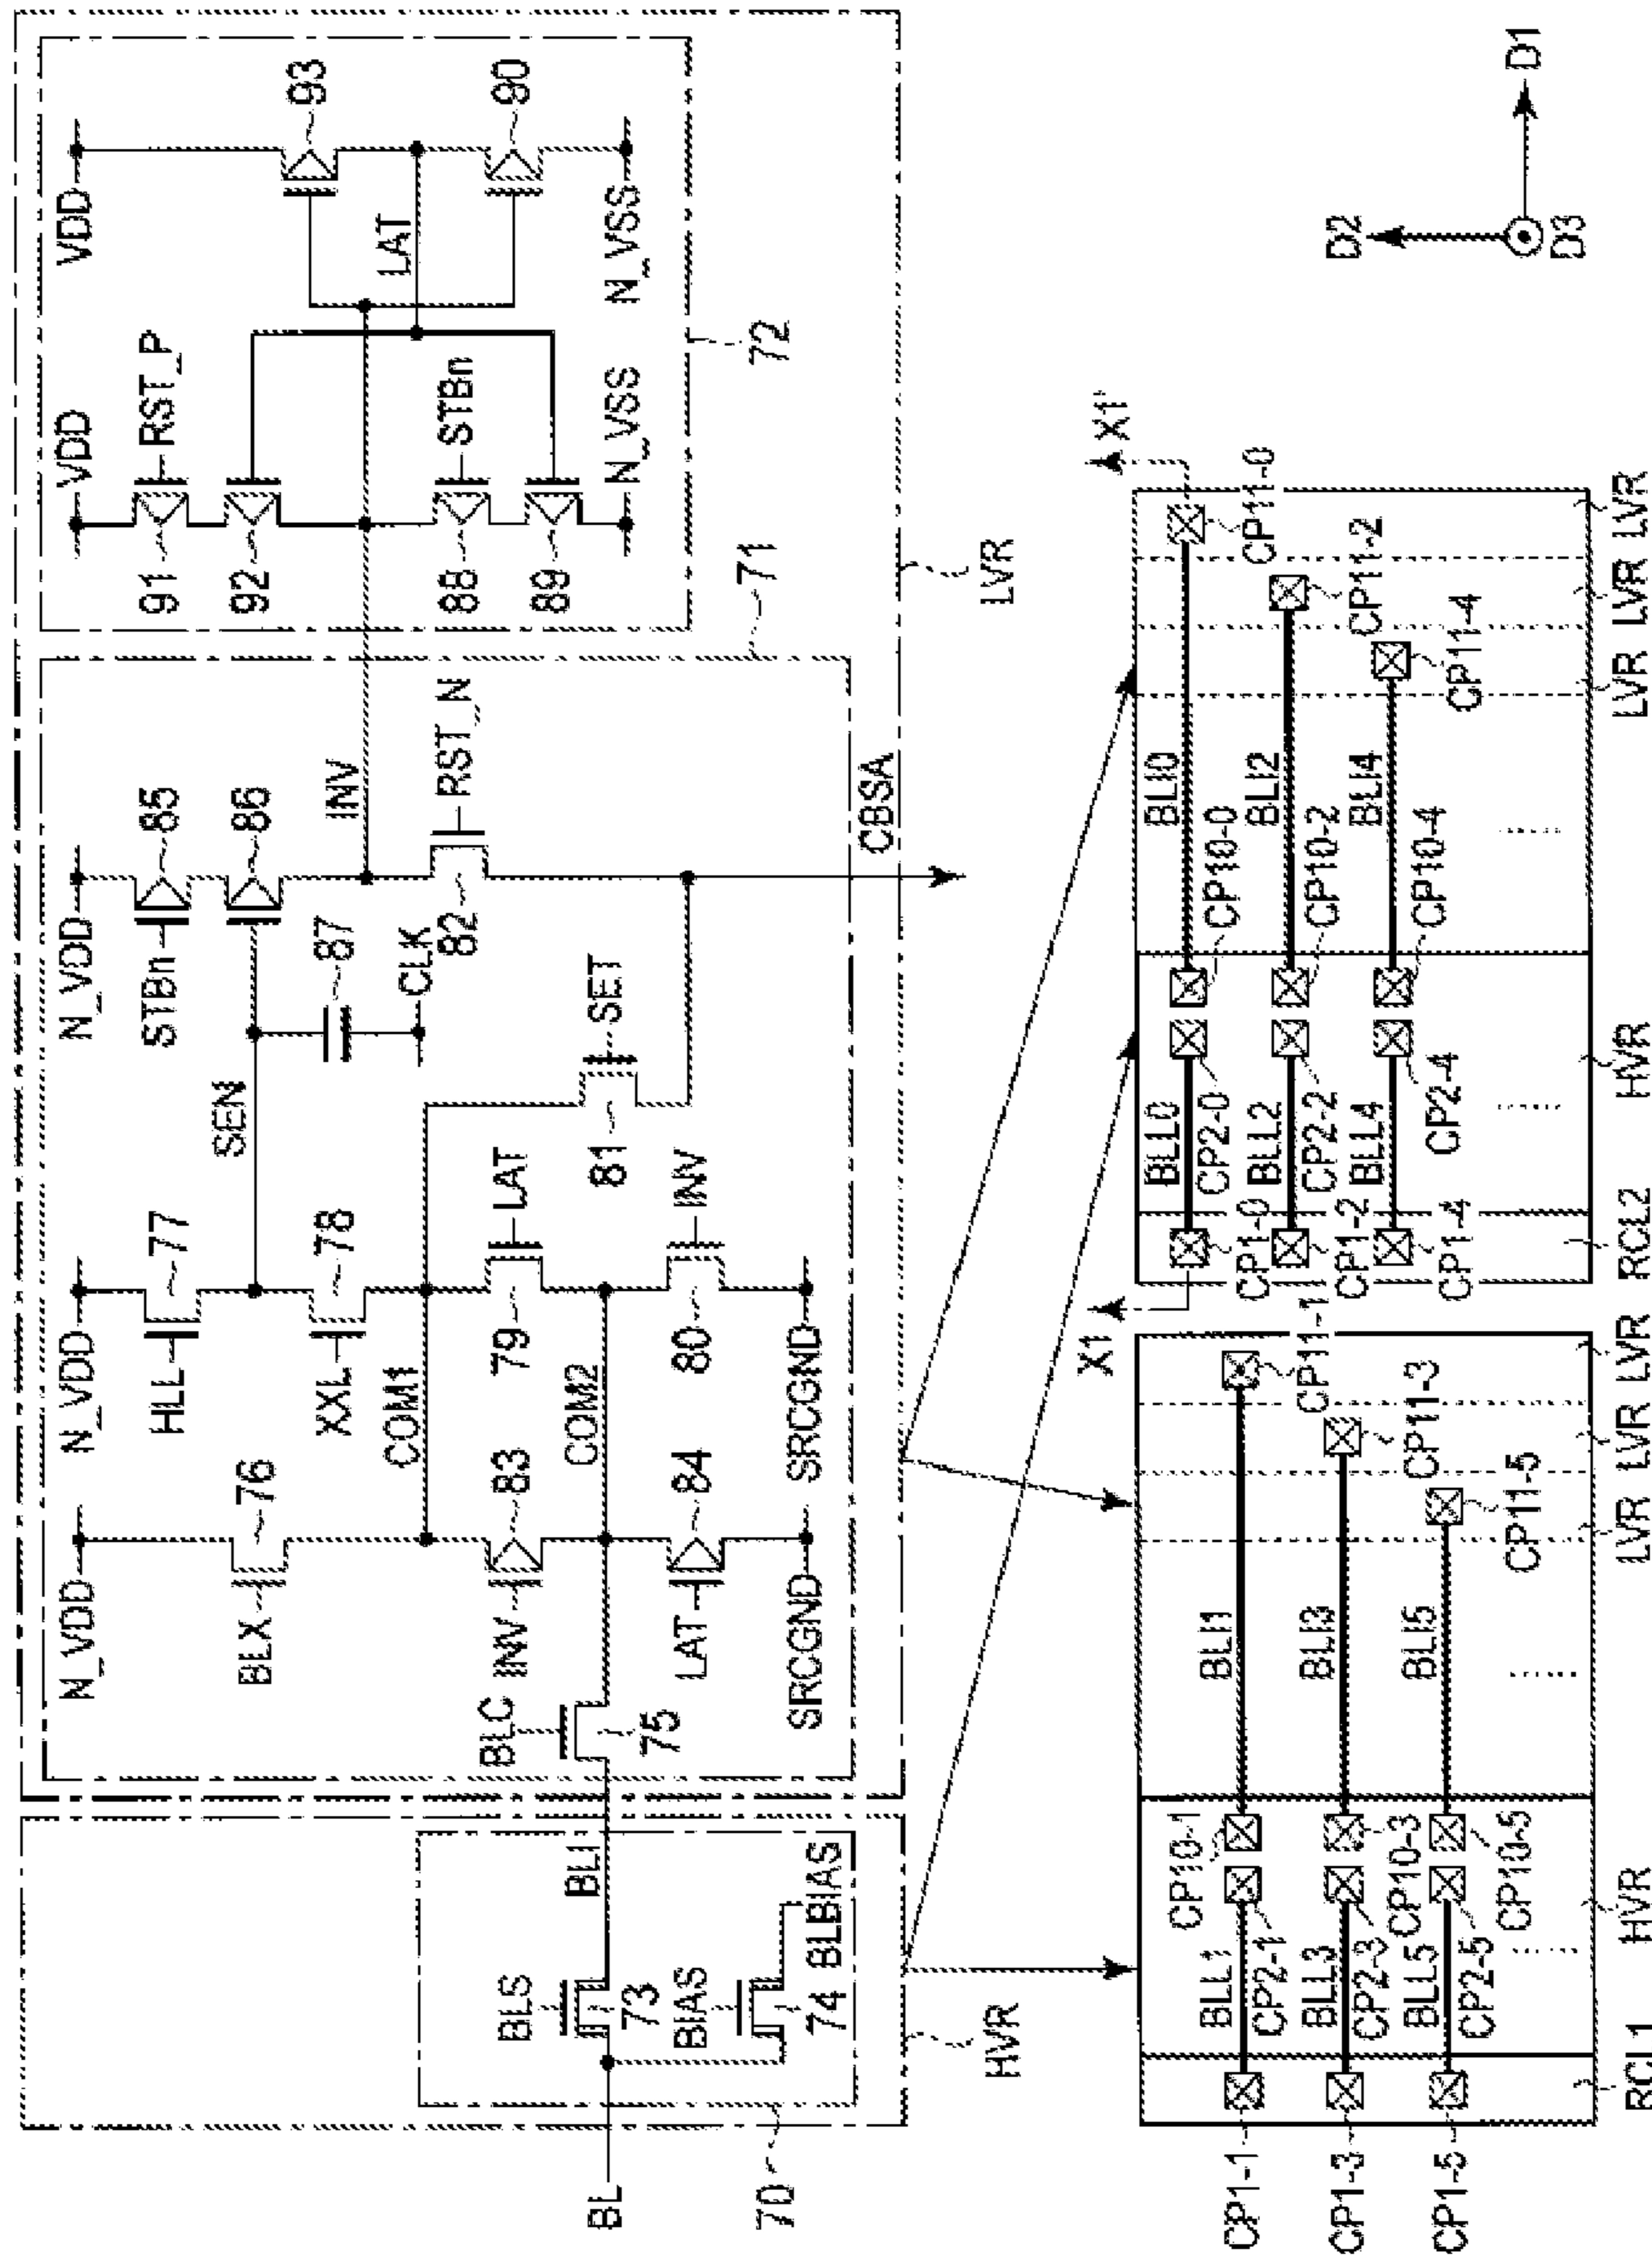 BL
70
BLS
73
BIAS
74
BLBIAS
HVR
BLI
BLC
75
N_VDD
BLX
76
COM1
INV
83
COM2
LAT
84
SRCGND
N_VDD
HLL
77
SEN
XXL
78
79
LAT
80
INV
SRCGND
81
SET
N_VDD
STBn
85
86
87
CLK
INV
82
RST_N
CBSA
71
LVR
VDD
91
RST_P
92
88
STBn
89
N_VSS
VDD
93
LAT
90
N_VSS
72
CP1-1
CP1-3
CP1-5
RCL1
BLL1
CP2-1
BLL3
CP2-3
BLL5
CP2-5
CP10-1
CP10-3
CP10-5
HVR
BLI1
BLI3
BLI5
CP11-1
CP11-3
CP11-5
LVR LVR LVR
X1
CP1-0
CP1-2
CP1-4
RCL2
BLL0
CP2-0
BLL2
CP2-2
BLL4
CP2-4
HVR
CP10-0
CP10-2
CP10-4
BLI0
BLI2
BLI4
CP11-0
CP11-2
CP11-4
LVR LVR LVR
X1'
D2
D1
D3